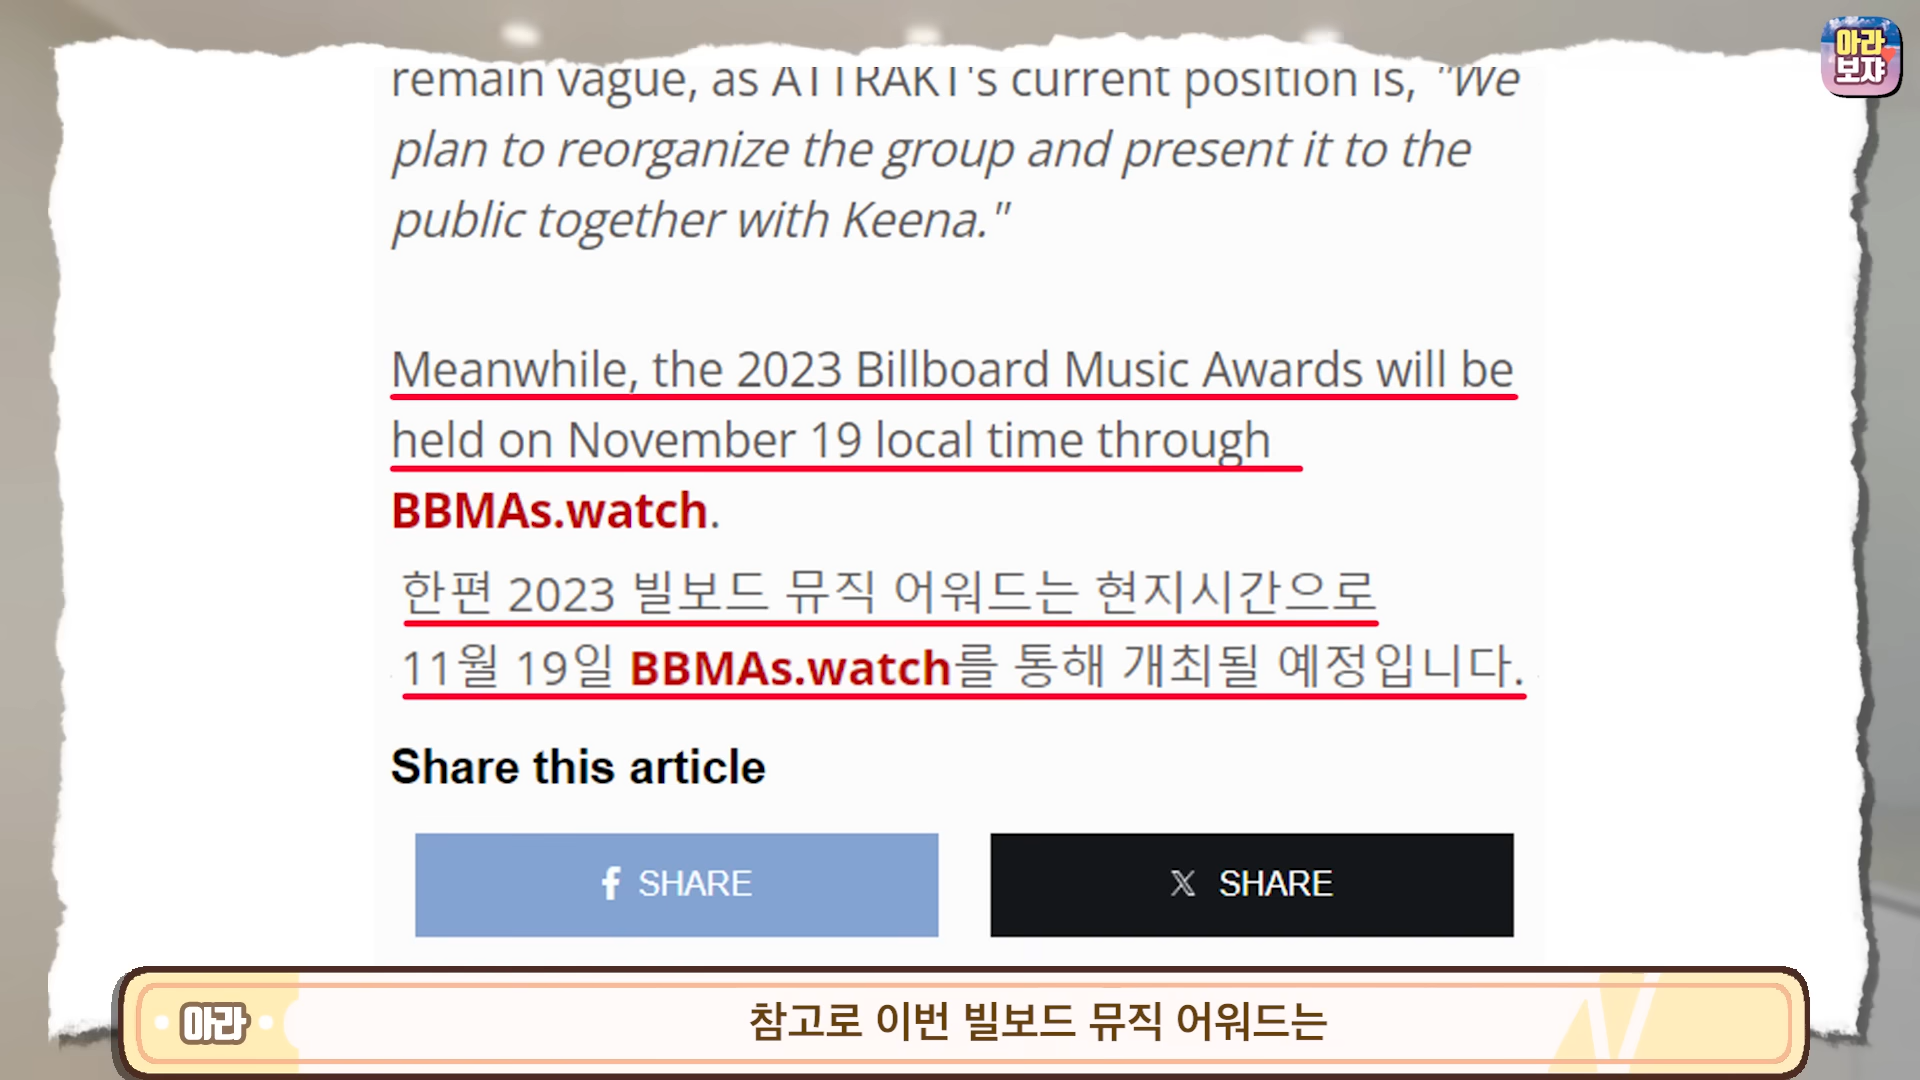 아라
보쟈
remain vague, as ATTRAKT's current position is, "We
plan to reorganize the group and present it to the
public together with Keena."
Meanwhile, the 2023 Billboard Music Awards will be
held on November 19 local time through
BBMAs.watch.
한편 2023 빌보드 뮤직 어워드는 현지시간으로
11월 19일 BBMAs.watch를 통해 개최될 예정입니다.
Share this article
f SHARE
X SHARE
아라
참고로 이번 빌보드 뮤직 어워드는